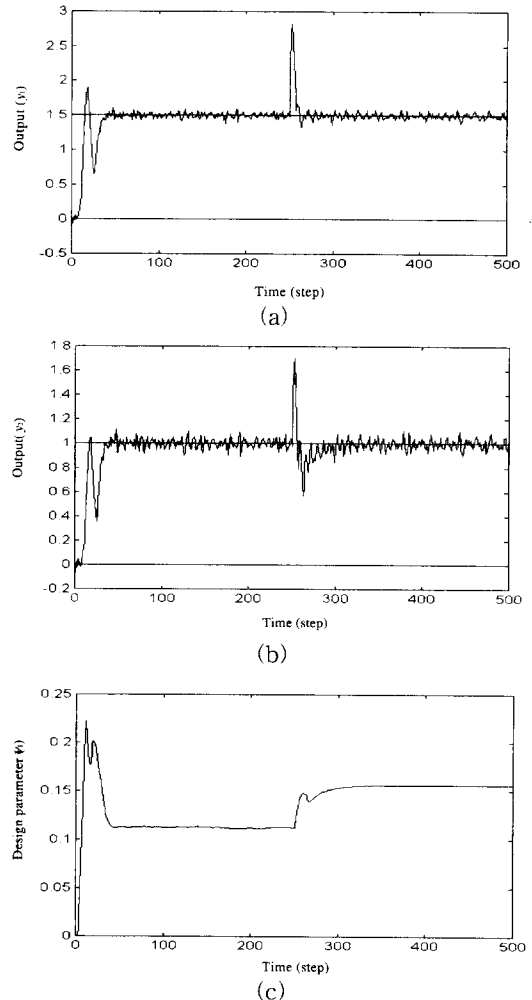 3
2.5
2
1.5
1
0.5
0
-0.5
Output (y₁)
0 100 200 300 400 500
Time (step)
(a)
1.8
1.6
1.4
1.2
1
0.8
0.6
0.4
0.2
0
-0.2
Output(y₂)
0 100 200 300 400 500
Time (step)
(b)
0.25
0.2
0.15
0.1
0.05
0
Design parameter
0 100 200 300 400 500
Time (step)
(c)